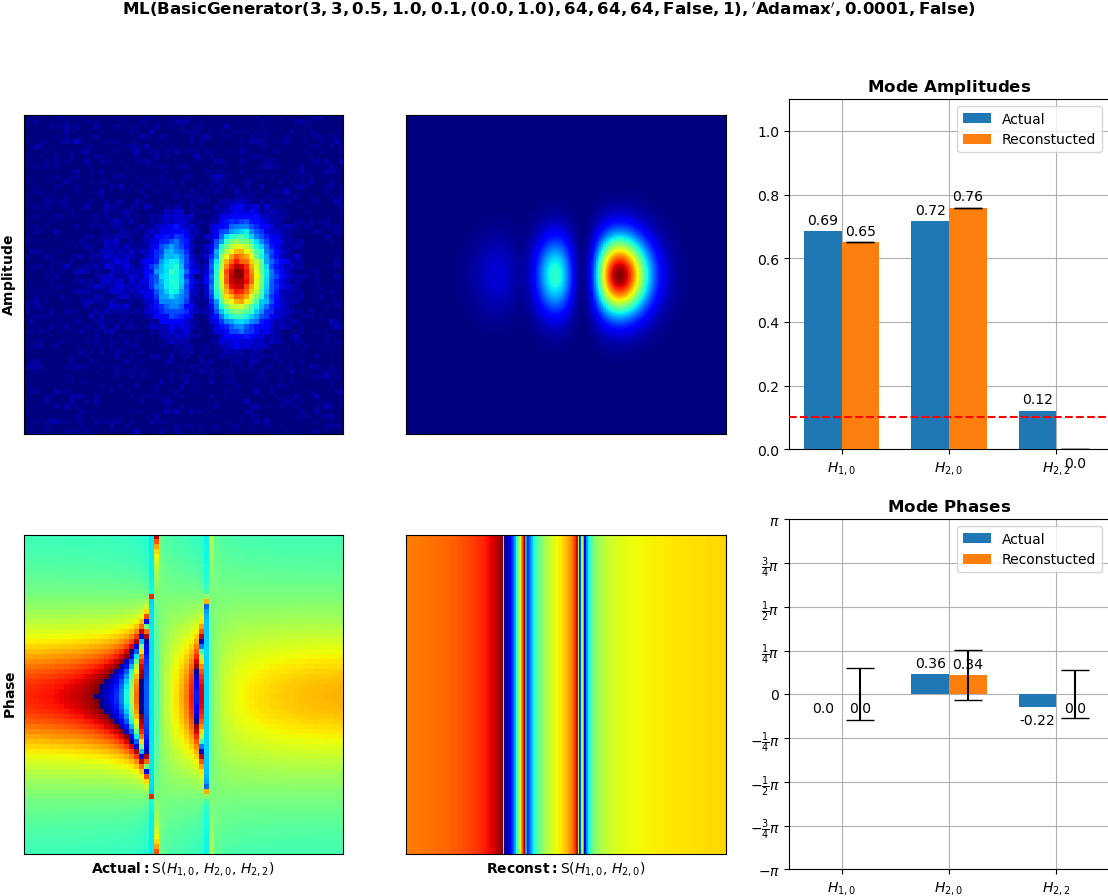 ML(BasicGenerator(3, 3, 0.5, 1.0, 0.1, (0.0, 1.0), 64, 64, 64, False, 1), ′Adamax′, 0.0001, False)
Amplitude
Mode Amplitudes
Actual
Reconstucted
1.0
0.8
0.6
0.4
0.2
0.0
0.69
0.65
0.72
0.76
0.12
0.0
H1,0
H2,0
H2,2
Phase
Actual: S(H1,0, H2,0, H2,2)
Reconst: S(H1,0, H2,0)
Mode Phases
Actual
Reconstucted
π
3/4π
1/2π
1/4π
0
−1/4π
−1/2π
−3/4π
−π
0.0
0.0
0.36
0.34
-0.22
0.0
H1,0
H2,0
H2,2